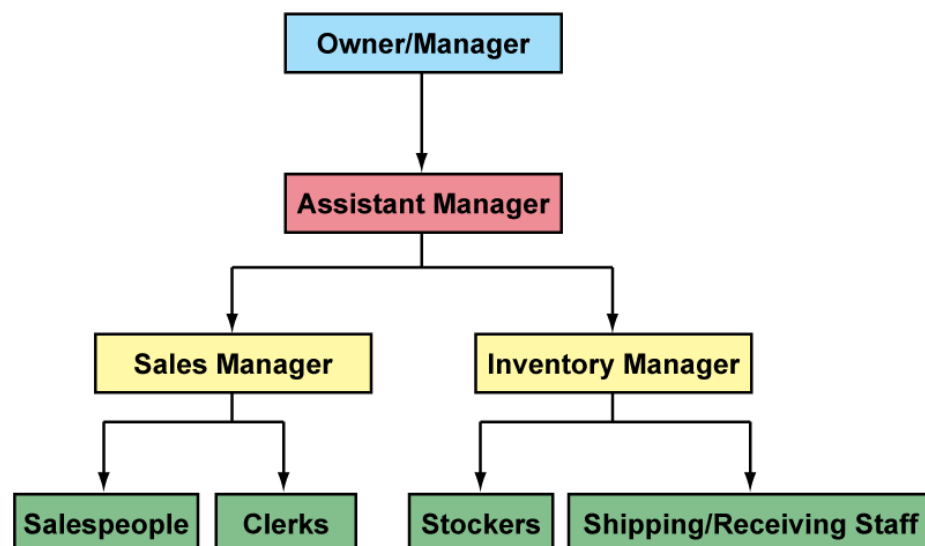 Owner/Manager
Assistant Manager
Sales Manager
Inventory Manager
Salespeople
Clerks
Stockers
Shipping/Receiving Staff